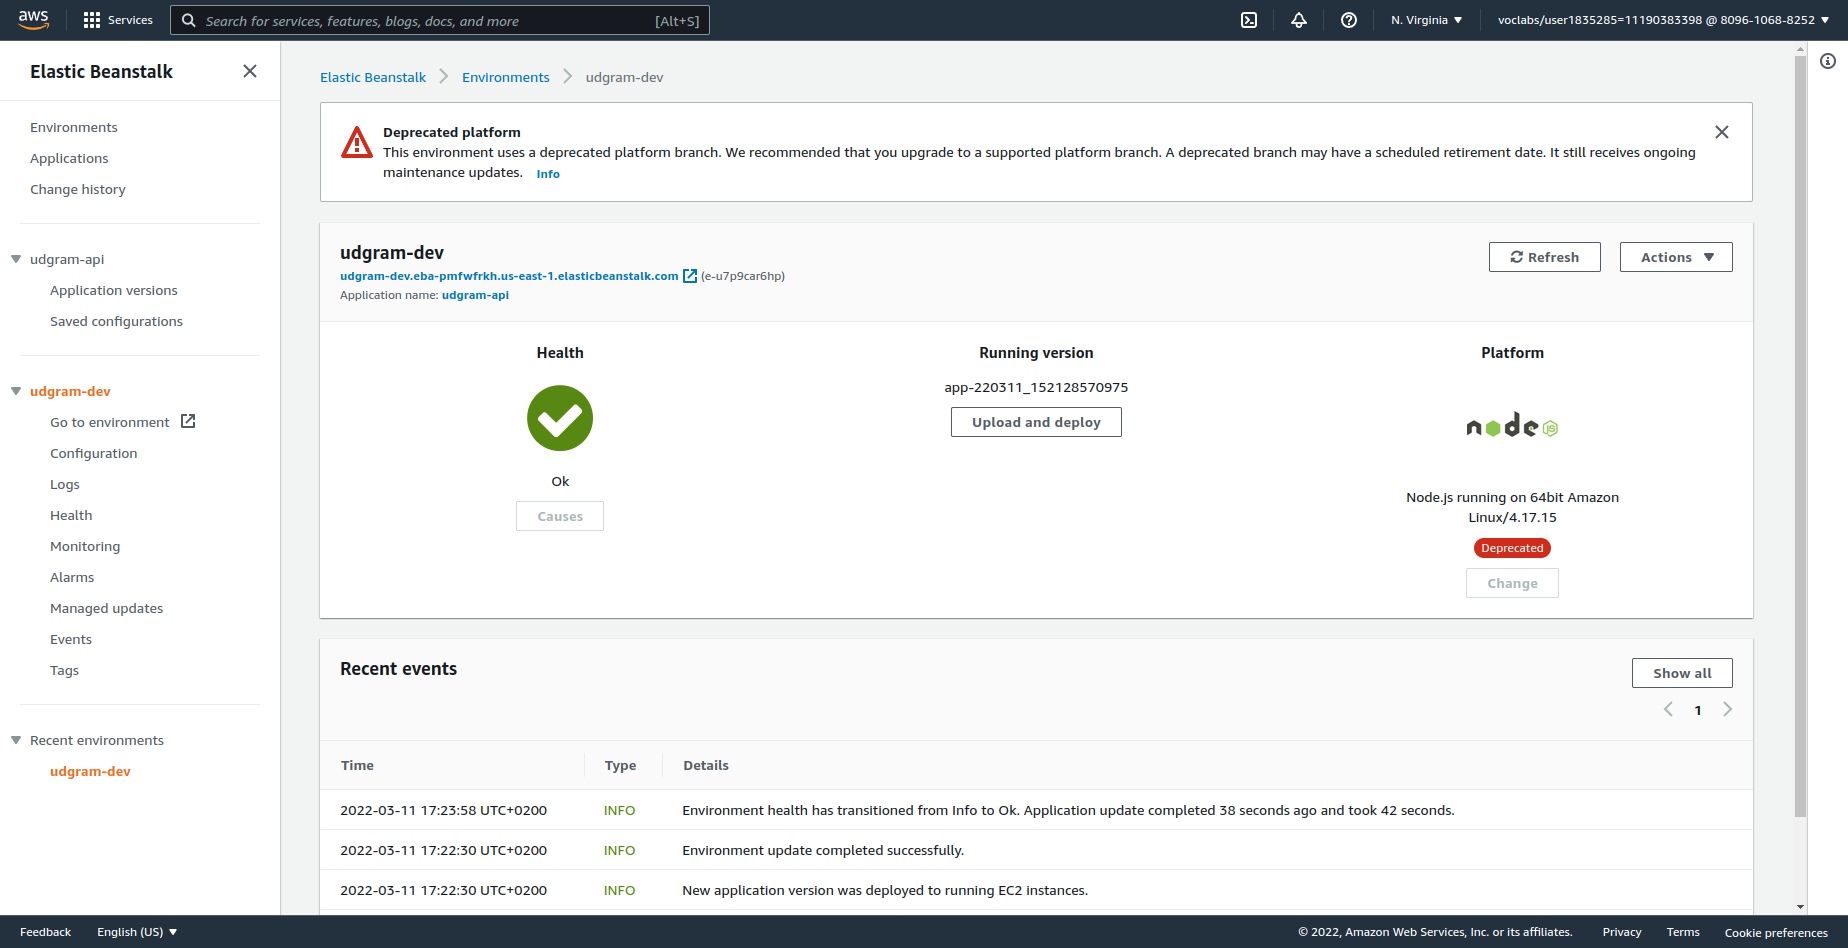 aws
Services
Search for services, features, blogs, docs, and more
[Alt+S]
N. Virginia
voclabs/user1835285=11190383398 @ 8096-1068-8252
Elastic Beanstalk
Environments
Applications
Change history
udgram-api
Application versions
Saved configurations
udgram-dev
Go to environment
Configuration
Logs
Health
Monitoring
Alarms
Managed updates
Events
Tags
Recent environments
udgram-dev
Elastic Beanstalk
Environments
udgram-dev
Deprecated platform
This environment uses a deprecated platform branch. We recommended that you upgrade to a supported platform branch. A deprecated branch may have a scheduled retirement date. It still receives ongoing
maintenance updates. Info
udgram-dev
udgram-dev.eba-pmfwfrkh.us-east-1.elasticbeanstalk.com (e-u7p9car6hp)
Application name: udgram-api
Refresh
Actions
Health
Ok
Causes
Running version
app-220311_152128570975
Upload and deploy
Platform
node JS
Node.js running on 64bit Amazon
Linux/4.17.15
Deprecated
Change
Recent events
Show all
1
Time Type Details
2022-03-11 17:23:58 UTC+0200 INFO Environment health has transitioned from Info to Ok. Application update completed 38 seconds ago and took 42 seconds.
2022-03-11 17:22:30 UTC+0200 INFO Environment update completed successfully.
2022-03-11 17:22:30 UTC+0200 INFO New application version was deployed to running EC2 instances.
Feedback
English (US)
© 2022, Amazon Web Services, Inc. or its affiliates.
Privacy
Terms
Cookie preferences